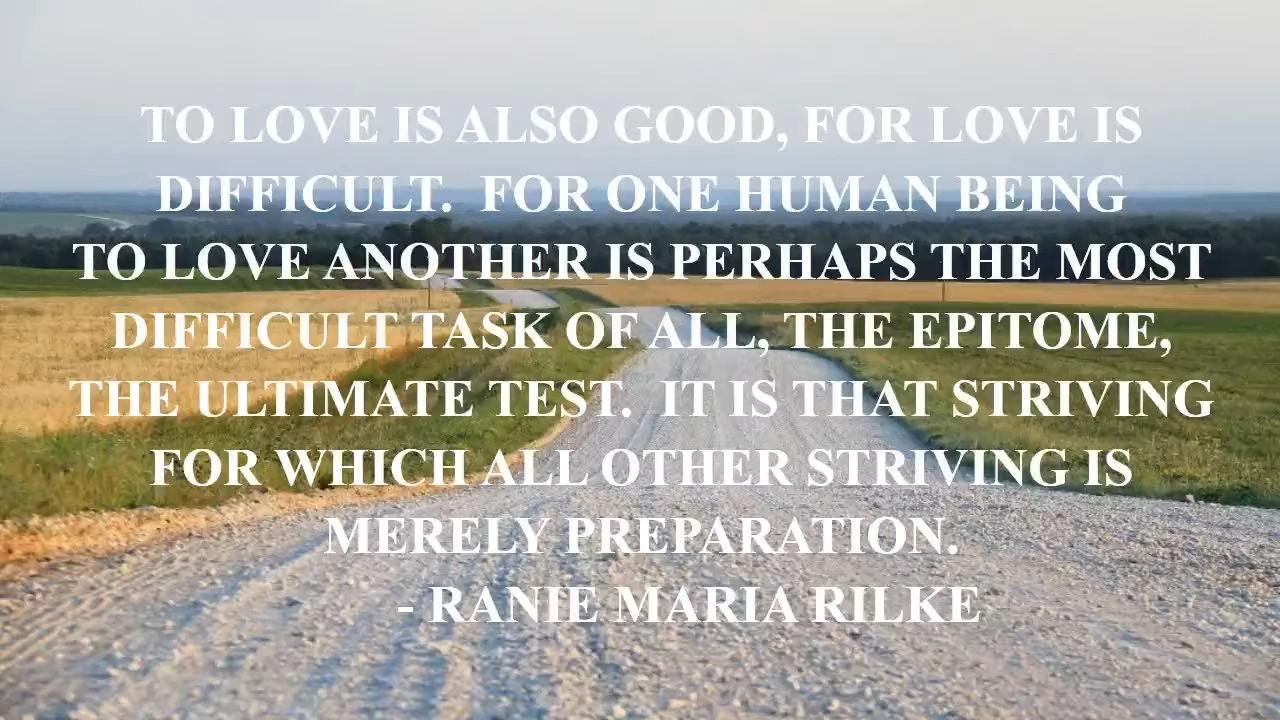 TO LOVE IS ALSO GOOD, FOR LOVE IS
DIFFICULT.  FOR ONE HUMAN BEING
TO LOVE ANOTHER IS PERHAPS THE MOST
DIFFICULT TASK OF ALL, THE EPITOME,
THE ULTIMATE TEST.  IT IS THAT STRIVING
FOR WHICH ALL OTHER STRIVING IS
MERELY PREPARATION.
- RANIE MARIA RILKE